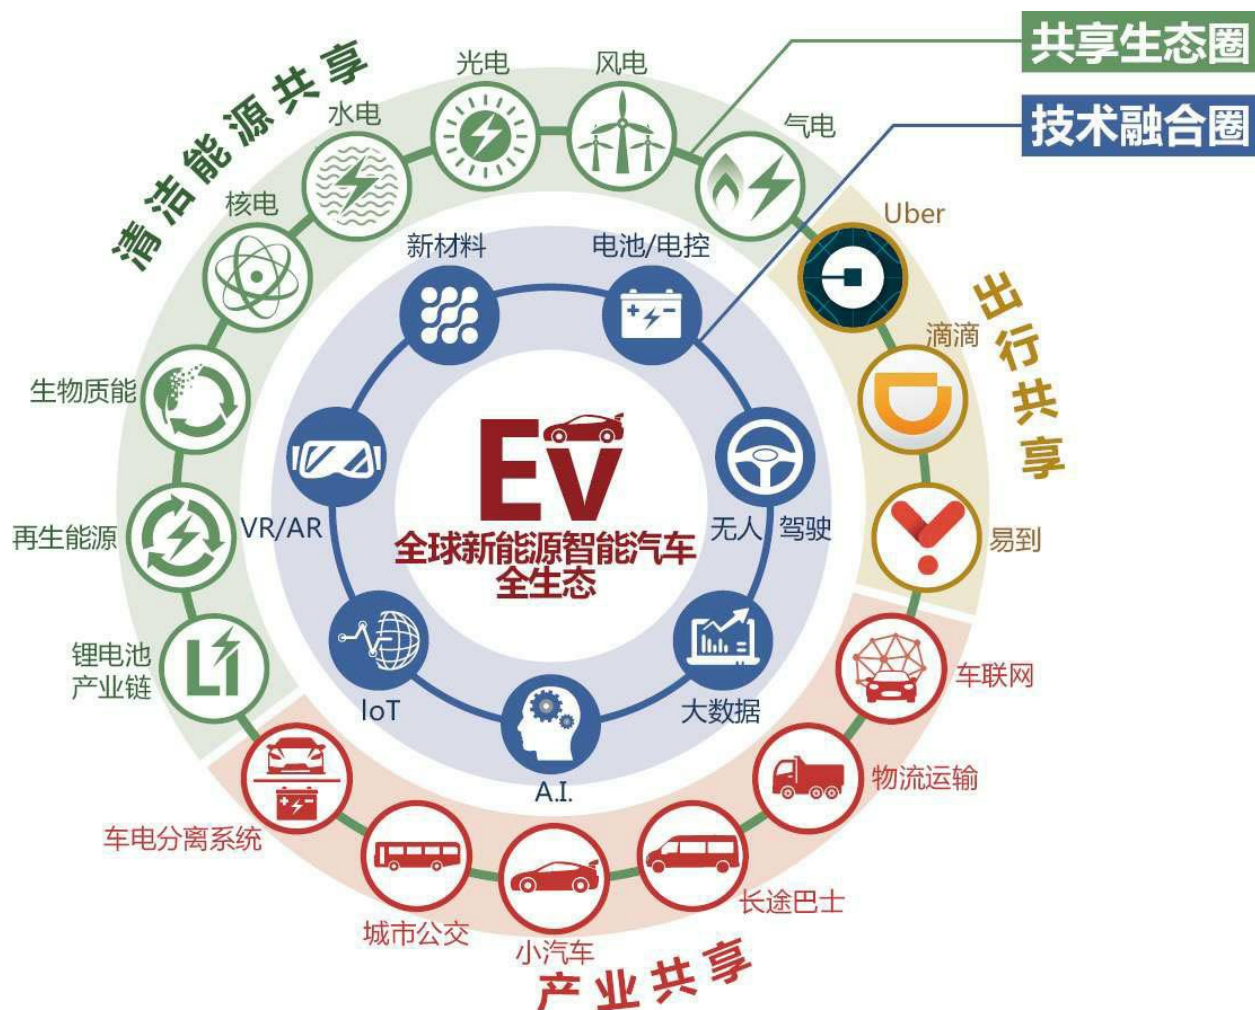 共享生态圈
技术融合圈
清洁能源共享
光电
风电
水电
气电
核电
生物质能
再生能源
锂电池
产业链
Li
Uber
滴滴
易到
出行共享
车联网
物流运输
长途巴士
小汽车
城市公交
车电分离系统
产业共享
新材料
电池/电控
无人 驾驶
大数据
A.I.
IoT
VR/AR
EV
全球新能源智能汽车
全生态